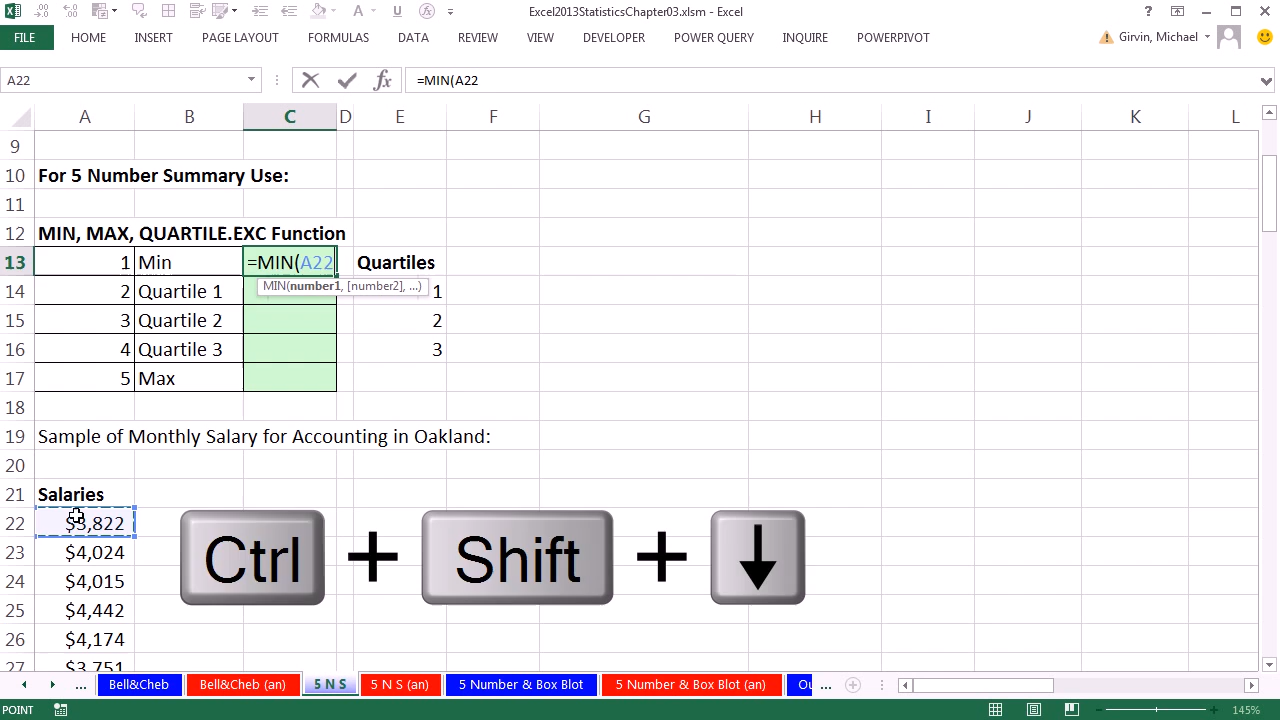 Excel2013StatisticsChapter03.xlsm - Excel
FILE HOME INSERT PAGE LAYOUT FORMULAS DATA REVIEW VIEW DEVELOPER POWER QUERY INQUIRE POWERPIVOT Girvin, Michael
A22 fx =MIN(A22
A B C D E F G H I J K L
9
10 For 5 Number Summary Use:
11
12 MIN, MAX, QUARTILE.EXC Function
13 1 Min =MIN(A22 Quartiles
MIN(number1, [number2], ...)
14 2 Quartile 1 1
15 3 Quartile 2 2
16 4 Quartile 3 3
17 5 Max
18
19 Sample of Monthly Salary for Accounting in Oakland:
20
21 Salaries
22 $3,822
23 $4,024
24 $4,015
25 $4,442
26 $4,174
27 $3,751
Ctrl + Shift + ↓
... Bell&Cheb Bell&Cheb (an) 5 N S 5 N S (an) 5 Number & Box Blot 5 Number & Box Blot (an) Ou ...
POINT 145%